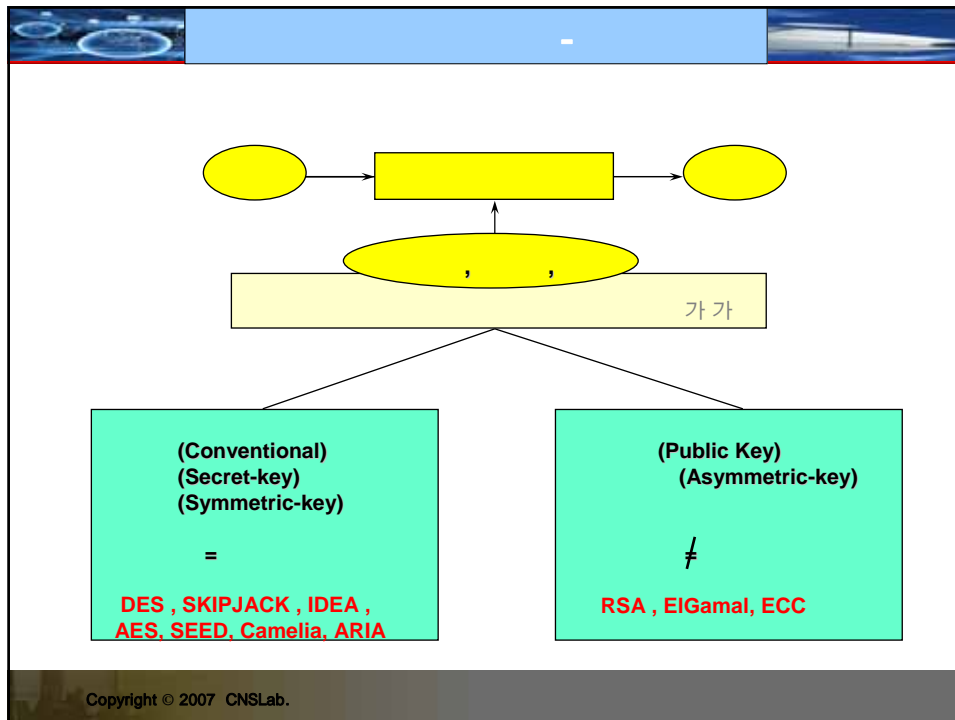 -
, ,
가 가
(Conventional)
(Secret-key)
(Symmetric-key)
=
DES , SKIPJACK , IDEA ,
AES, SEED, Camelia, ARIA
(Public Key)
(Asymmetric-key)
≠
RSA , ElGamal, ECC
Copyright © 2007 CNSLab.